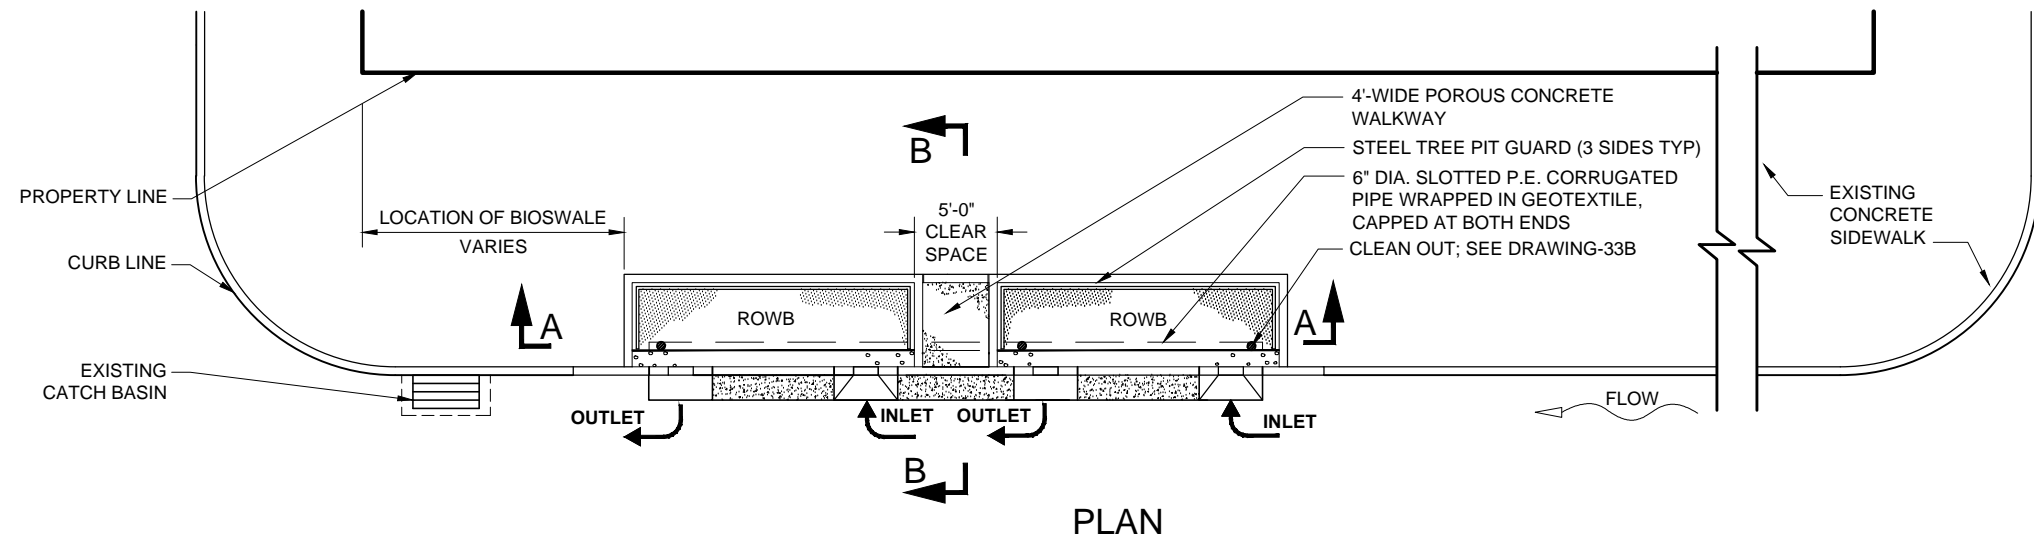 4'-WIDE POROUS CONCRETE
WALKWAY
STEEL TREE PIT GUARD (3 SIDES TYP)
6" DIA. SLOTTED P.E. CORRUGATED
PIPE WRAPPED IN GEOTEXTILE,
CAPPED AT BOTH ENDS
CLEAN OUT; SEE DRAWING-33B
EXISTING
CONCRETE
SIDEWALK
B
PROPERTY LINE
LOCATION OF BIOSWALE
VARIES
5'-0"
CLEAR
SPACE
CURB LINE
A
ROWB
ROWB
A
EXISTING
CATCH BASIN
OUTLET
INLET
OUTLET
INLET
FLOW
B
PLAN